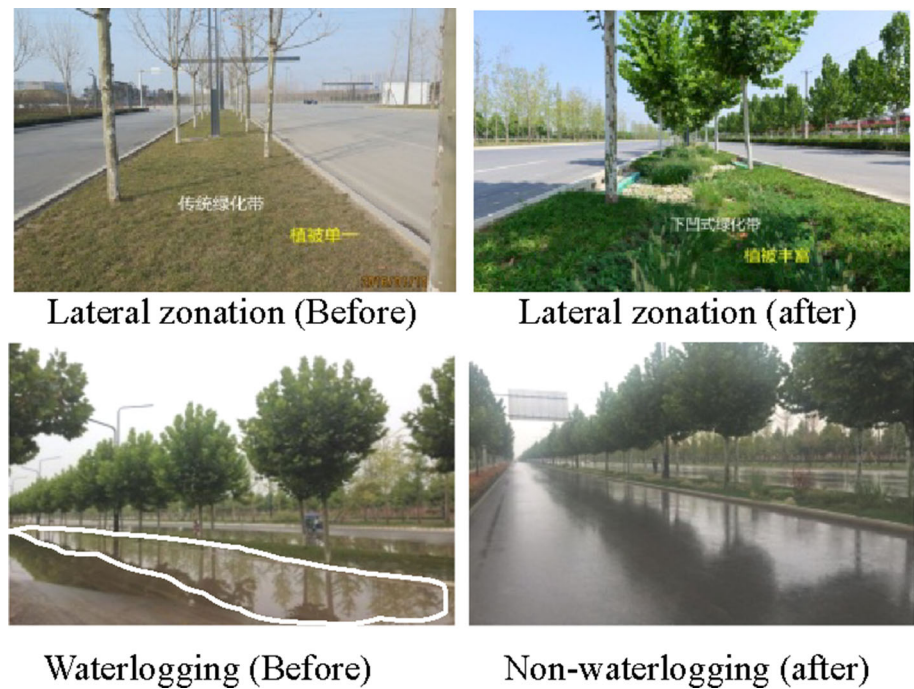 传统绿化带
植被单一
下凹式绿化带
植被丰富
Lateral zonation (Before)
Lateral zonation (after)
Waterlogging (Before)
Non-waterlogging (after)